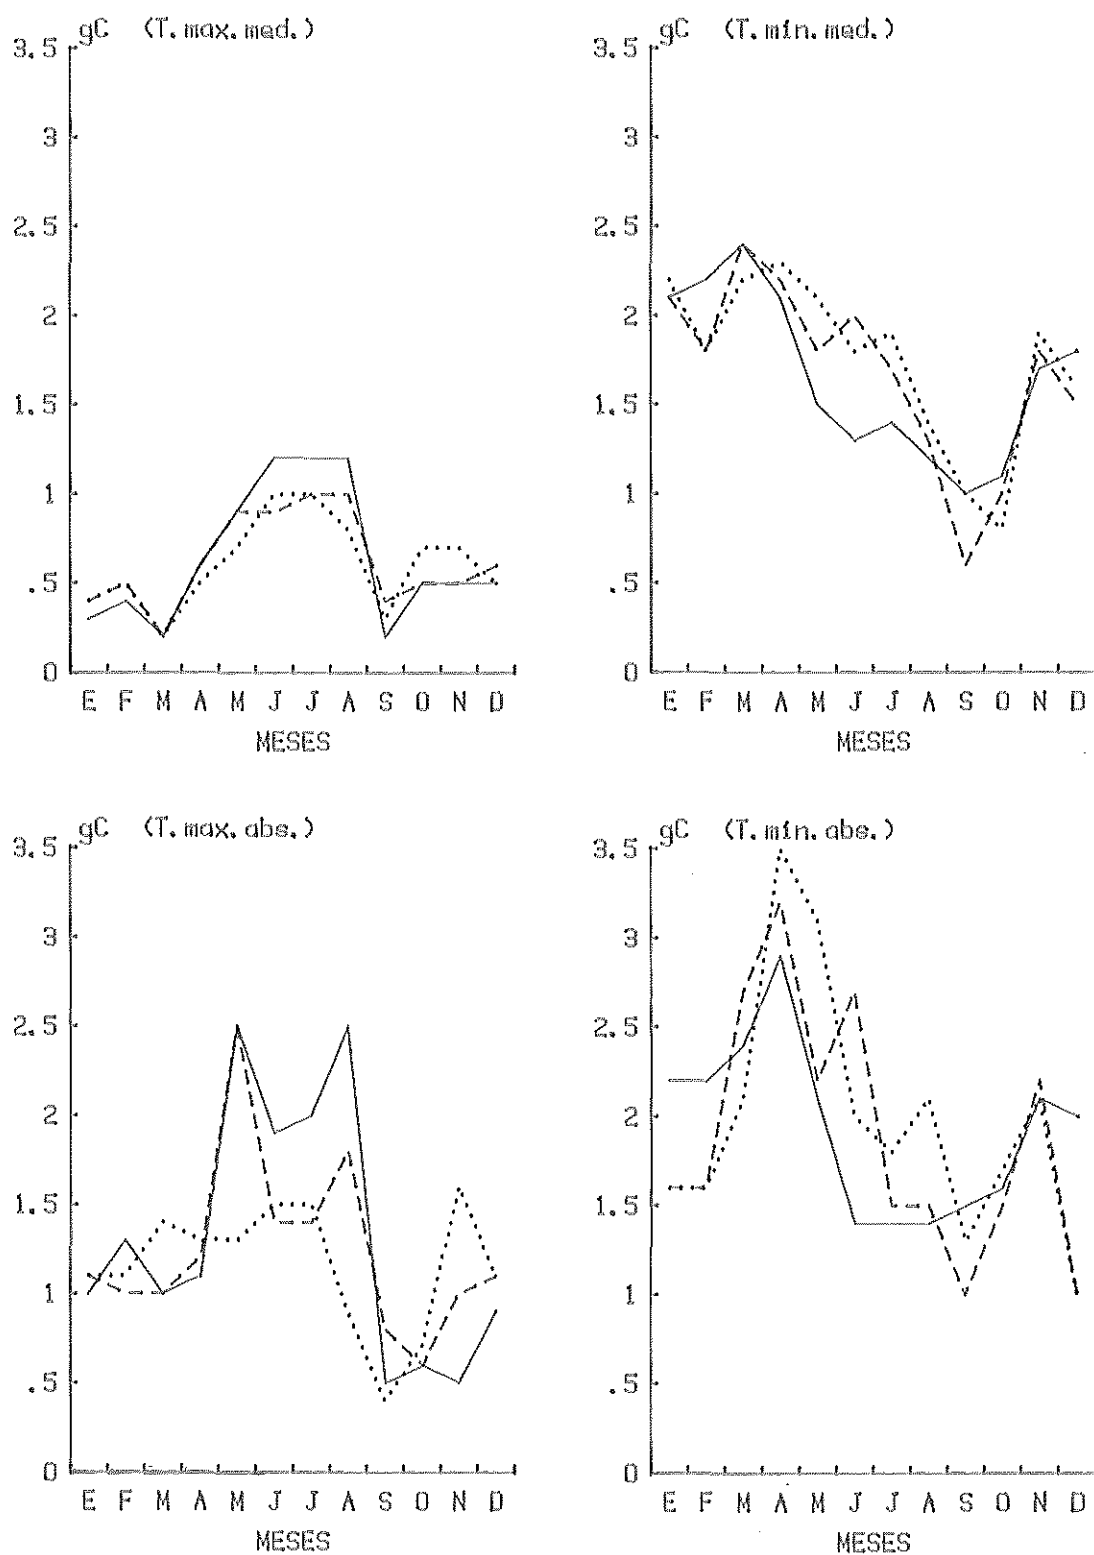 gC (T.max.med.)
3.5
3
2.5
2
1.5
1
.5
0
E F M A M J J A S O N D
MESES
gC (T.min.med.)
3.5
3
2.5
2
1.5
1
.5
0
E F M A M J J A S O N D
MESES
gC (T.max.abs.)
3.5
3
2.5
2
1.5
1
.5
0
E F M A M J J A S O N D
MESES
gC (T.min.abs.)
3.5
3
2.5
2
1.5
1
.5
0
E F M A M J J A S O N D
MESES